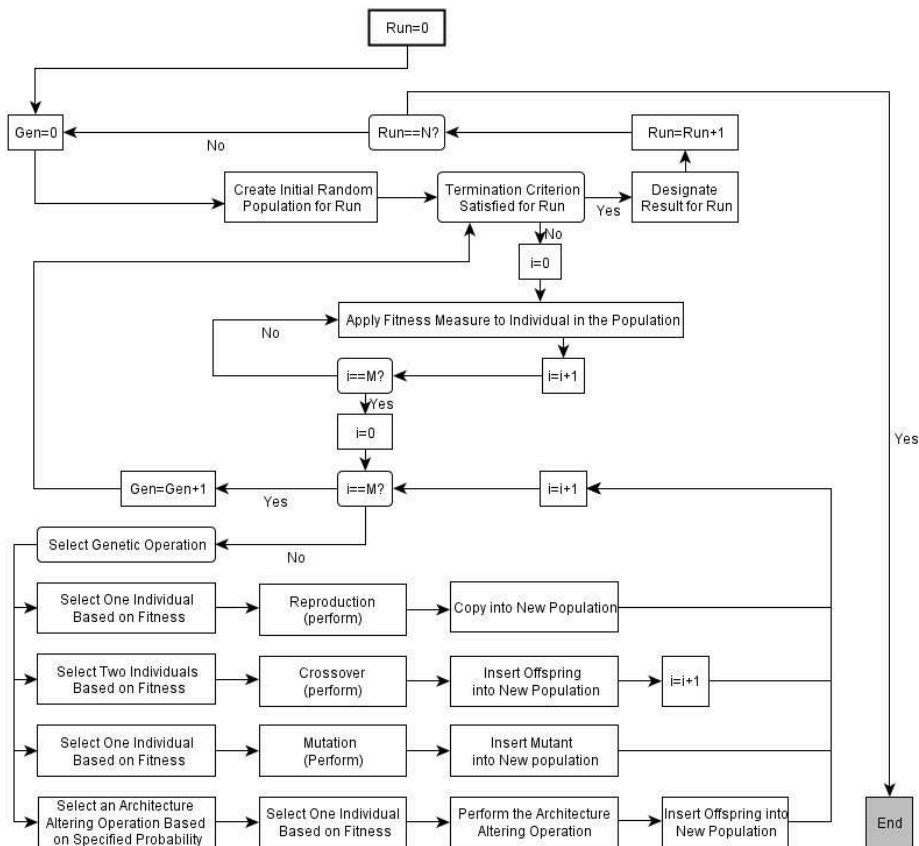 Run=0
Gen=0
Run==N?
Run=Run+1
No
Create Initial Random
Population for Run
Termination Criterion
Satisfied for Run
Yes
Designate
Result for Run
No
i=0
Apply Fitness Measure to Individual in the Population
No
i==M?
i=i+1
Yes
i=0
Yes
Gen=Gen+1
Yes
i==M?
i=i+1
Select Genetic Operation
No
Select One Individual
Based on Fitness
Reproduction
(perform)
Copy into New Population
Select Two Individuals
Based on Fitness
Crossover
(perform)
Insert Offspring
into New Population
i=i+1
Select One Individual
Based on Fitness
Mutation
(Perform)
Insert Mutant
into New population
Select an Architecture
Altering Operation Based
on Specified Probability
Select One Individual
Based on Fitness
Perform the Architecture
Altering Operation
Insert Offspring into
New Population
End